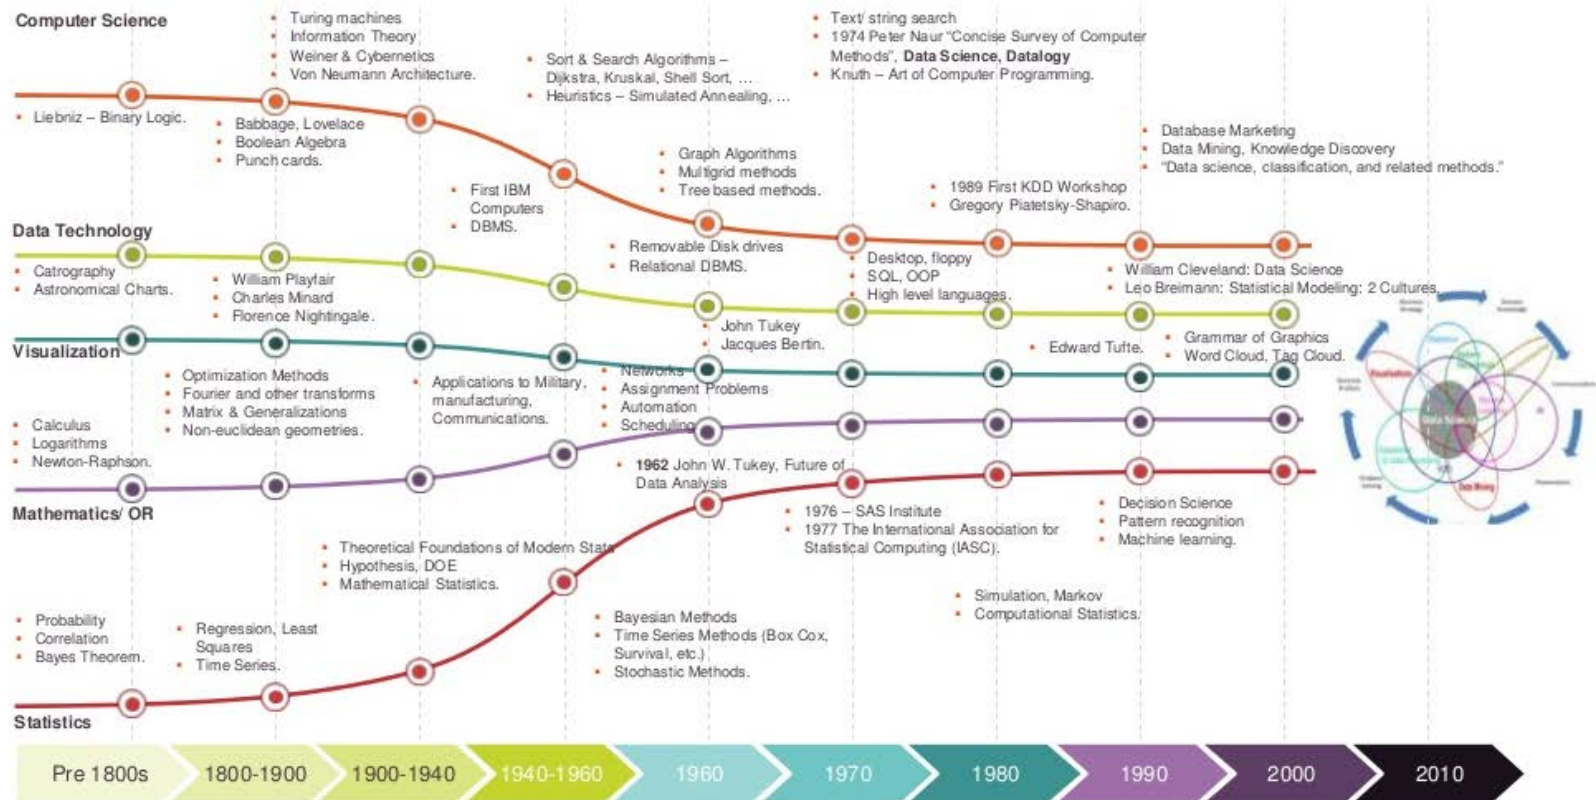 Computer Science
Turing machines
Information Theory
Weiner & Cybernetics
Von Neumann Architecture.
Text/ string search
1974 Peter Naur "Concise Survey of Computer
Methods", Data Science, Datalogy
Knuth – Art of Computer Programming.
Sort & Search Algorithms –
Dijkstra, Kruskal, Shell Sort, ...
Heuristics – Simulated Annealing, ...
Liebniz – Binary Logic.
Babbage, Lovelace
Boolean Algebra
Punch cards.
Database Marketing
Data Mining, Knowledge Discovery
"Data science, classification, and related methods."
Graph Algorithms
Multigrid methods
Tree based methods.
First IBM
Computers
DBMS.
1989 First KDD Workshop
Gregory Piatetsky-Shapiro.
Data Technology
Removable Disk drives
Relational DBMS.
Desktop, floppy
SQL, OOP
High level languages.
William Cleveland: Data Science
Leo Breimann: Statistical Modeling: 2 Cultures.
Catrography
Astronomical Charts.
William Playfair
Charles Minard
Florence Nightingale.
John Tukey
Jacques Bertin.
Edward Tufte.
Grammar of Graphics
Word Cloud, Tag Cloud.
Visualization
Optimization Methods
Fourier and other transforms
Matrix & Generalizations
Non-euclidean geometries.
Applications to Military,
manufacturing,
Communications.
Networks
Assignment Problems
Automation
Scheduling
Calculus
Logarithms
Newton-Raphson.
1962 John W. Tukey, Future of
Data Analysis
Mathematics/ OR
1976 – SAS Institute
1977 The International Association for
Statistical Computing (IASC).
Decision Science
Pattern recognition
Machine learning.
Theoretical Foundations of Modern Stats
Hypothesis, DOE
Mathematical Statistics.
Simulation, Markov
Computational Statistics.
Probability
Correlation
Bayes Theorem.
Regression, Least
Squares
Time Series.
Bayesian Methods
Time Series Methods (Box Cox,
Survival, etc.)
Stochastic Methods.
Statistics
Visualization
Data Mining
Pre 1800s
1800-1900
1900-1940
1940-1960
1960
1970
1980
1990
2000
2010